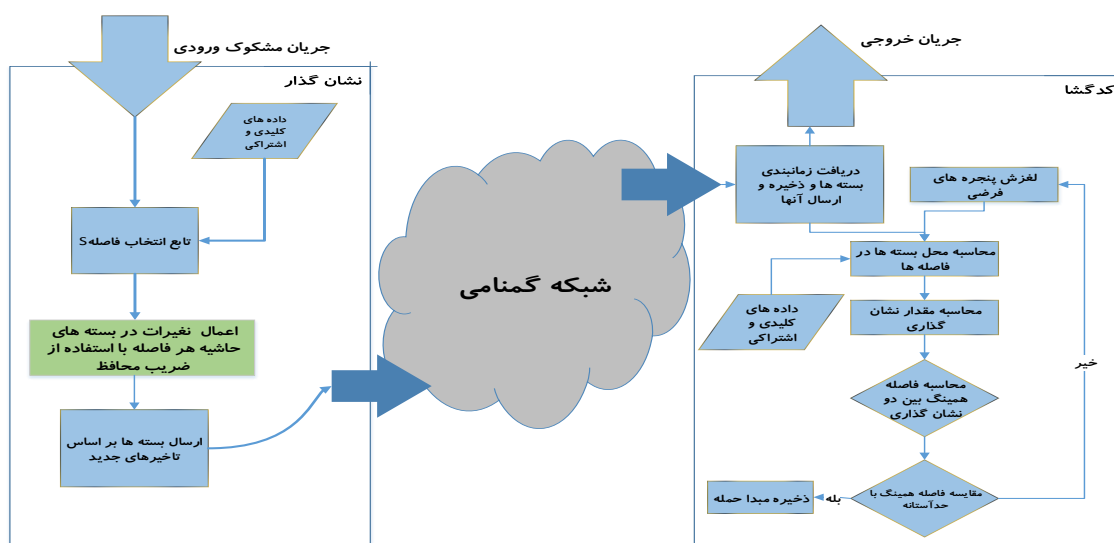 جریان مشکوک ورودی
نشان گذار
داده های
کلیدی و
اشتراکی
تابع انتخاب فاصلهS
اعمال تغیرات در بسته های
حاشیه هر فاصله با استفاده از
ضریب محافظ
ارسال بسته ها بر اساس
تاخیرهای جدید
شبکه گمنامی
جریان خروجی
کدگشا
دریافت زمانبندی
بسته ها و ذخیره و
ارسال آنها
لغزش پنجره های
فرضی
محاسبه محل بسته ها در
فاصله ها
داده های
کلیدی و
اشتراکی
محاسبه مقدار نشان
گذاری
محاسبه فاصله
همینگ بین دو
نشان گذاری
خیر
مقایسه فاصله همینگ با
حدآستانه
بله
ذخیره مبدا حمله